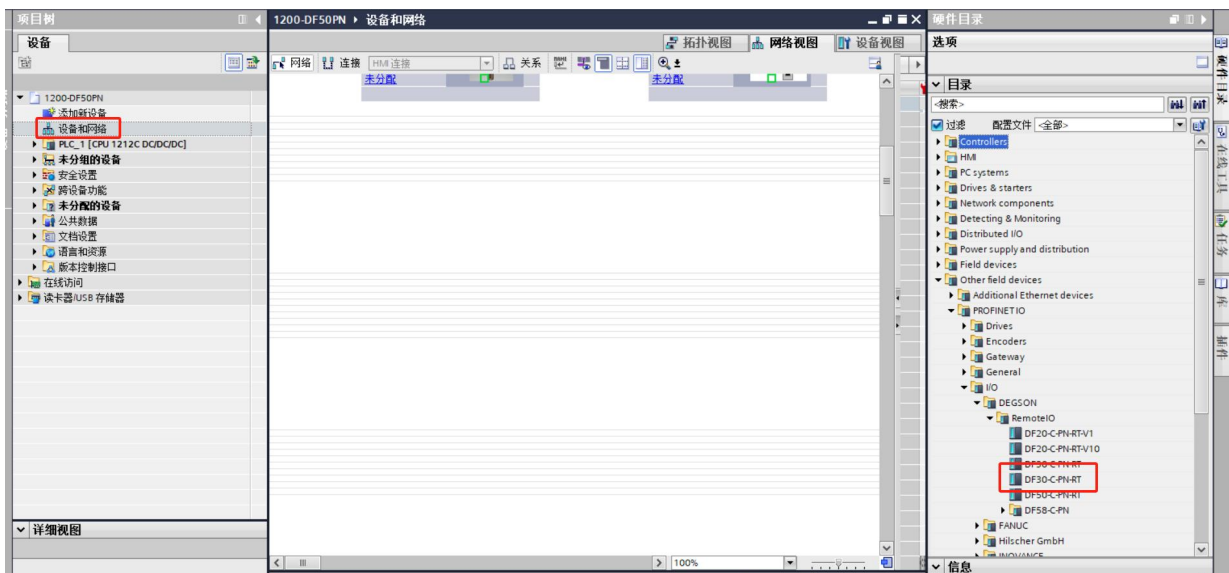 项目树
设备
1200-DF50PN
添加新设备
设备和网络
PLC_1 [CPU 1212C DC/DC/DC]
未分组的设备
安全设置
跨设备功能
未分配的设备
公共数据
文档设置
语言和资源
版本控制接口
在线访问
读卡器/USB 存储器
详细视图
1200-DF50PN ▸ 设备和网络
拓扑视图
网络视图
设备视图
网络
连接
HMI 连接
关系
未分配
未分配
100%
硬件目录
选项
目录
<搜索>
过滤
配置文件
<全部>
Controllers
HMI
PC systems
Drives & starters
Network components
Detecting & Monitoring
Distributed I/O
Power supply and distribution
Field devices
Other field devices
Additional Ethernet devices
PROFINET IO
Drives
Encoders
Gateway
General
I/O
DEGSON
RemoteIO
DF20-C-PN-RT-V1
DF20-C-PN-RT-V10
DF30-C-PN-RT
DF30-C-PN-RT
DF50-C-PN-RT
DF58-C-PN
FANUC
Hilscher GmbH
INOVANCE
信息
硬件目录
在线工具
任务
库
插件